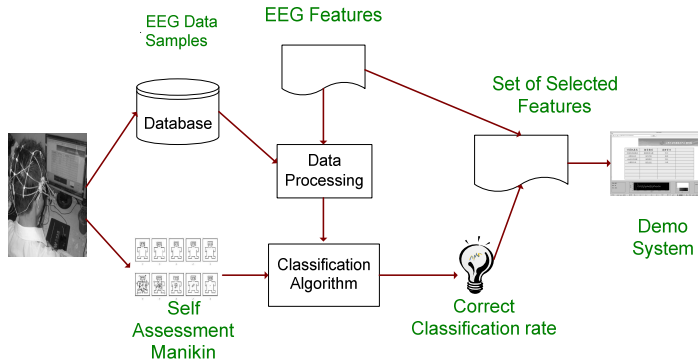 EEG Data
Samples
EEG Features
Set of Selected
Features
Database
Data
Processing
Demo
System
Classification
Algorithm
Self
Assessment
Manikin
Correct
Classification rate